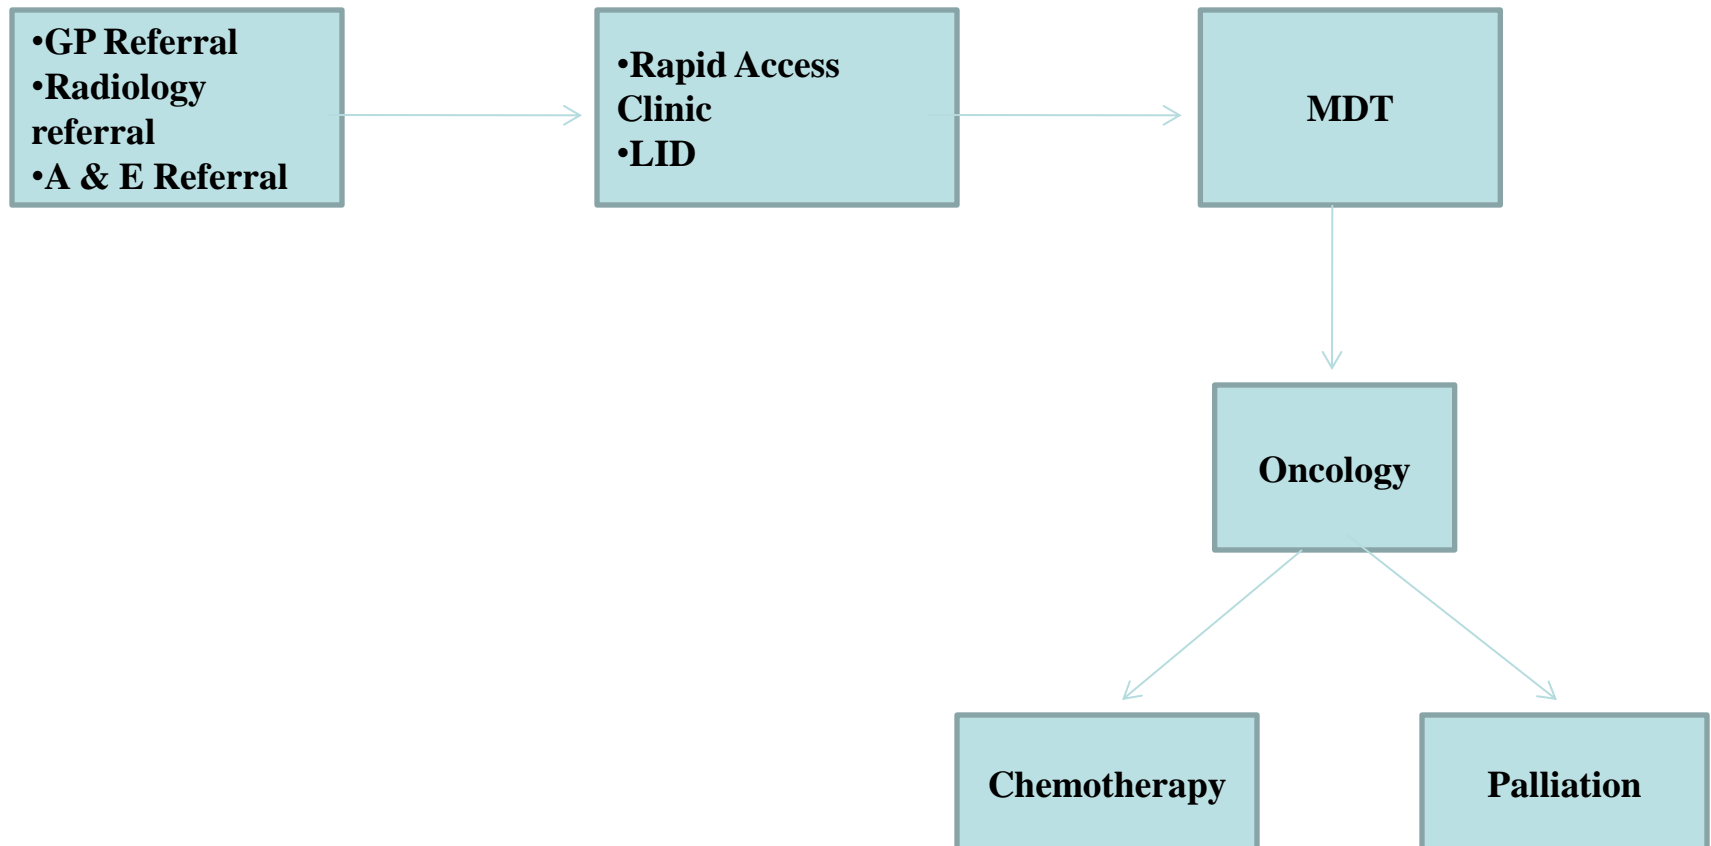 •GP Referral
•Radiology
referral
•A & E Referral
•Rapid Access
Clinic
•LID
MDT
Oncology
Chemotherapy
Palliation